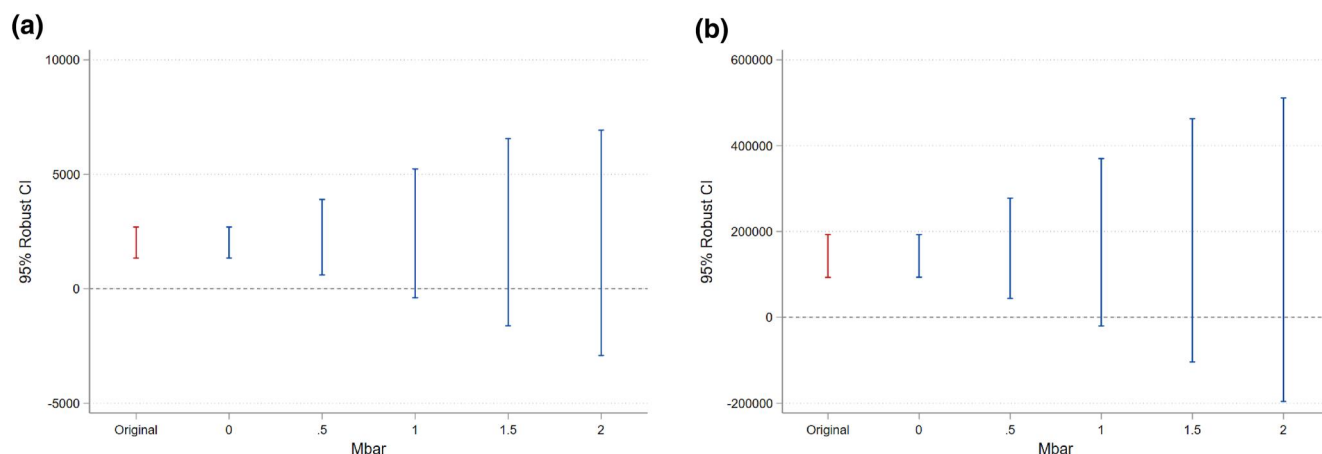 (a)
10000
5000
0
-5000
95% Robust CI
Original 0 .5 1 1.5 2
Mbar
(b)
600000
400000
200000
0
-200000
95% Robust CI
Original 0 .5 1 1.5 2
Mbar